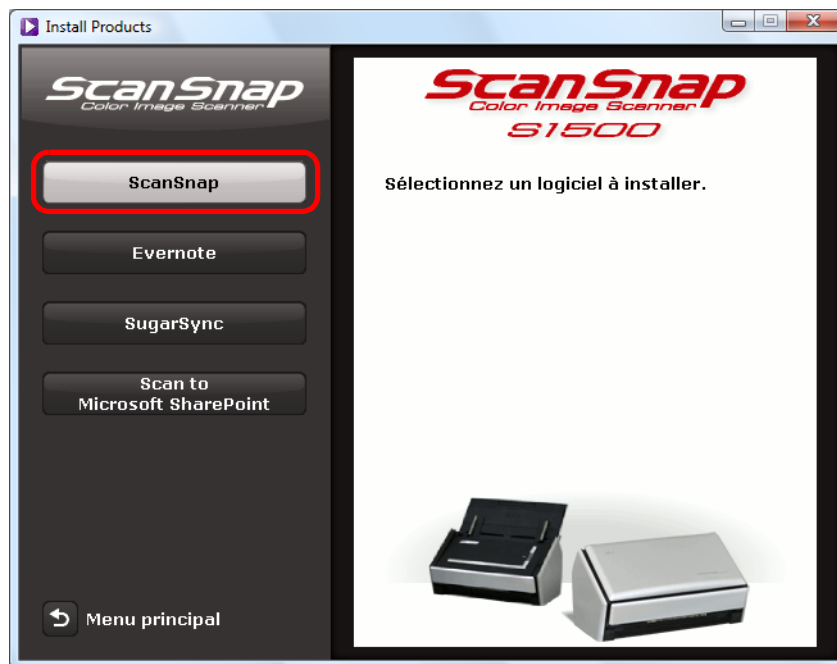 Install Products
ScanSnap
Color Image Scanner
ScanSnap
Evernote
SugarSync
Scan to
Microsoft SharePoint
Menu principal
ScanSnap
Color Image Scanner
S1500
Sélectionnez un logiciel à installer.